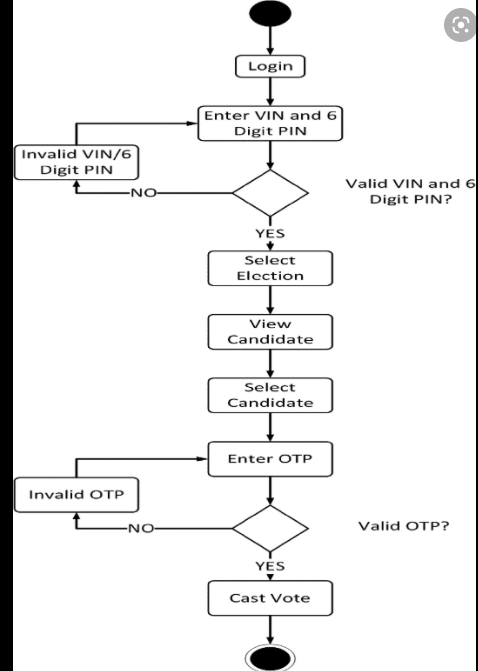 Login
Enter VIN and 6
Digit PIN
Invalid VIN/6
Digit PIN
NO
Valid VIN and 6
Digit PIN?
YES
Select
Election
View
Candidate
Select
Candidate
Enter OTP
Invalid OTP
NO
Valid OTP?
YES
Cast Vote